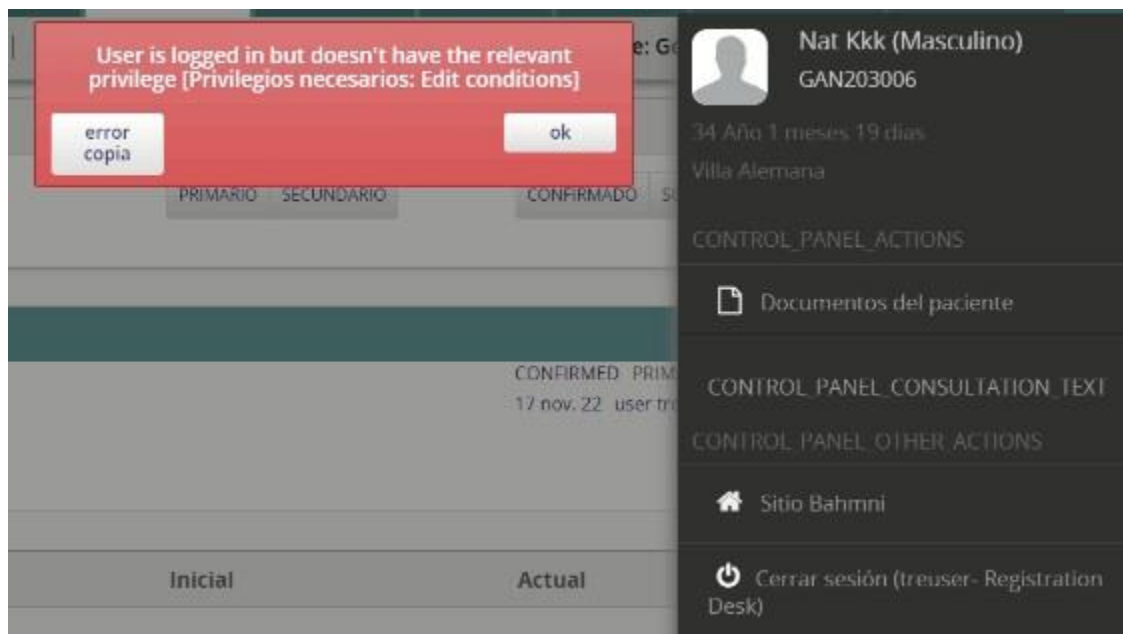 User is logged in but doesn't have the relevant
privilege [Privilegios necesarios: Edit conditions]
error
copia
ok
PRIMARIO SECUNDARIO
CONFIRMADO
CONFIRMED
17 nov. 22 user
Inicial
Actual
Nat Kkk (Masculino)
GAN203006
34 Año 1 meses 19 días
Villa Alemana
CONTROL_PANEL_ACTIONS
Documentos del paciente
CONTROL_PANEL_CONSULTATION_TEXT
CONTROL_PANEL_OTHER_ACTIONS
Sitio Bahmni
Cerrar sesión (treuser- Registration
Desk)